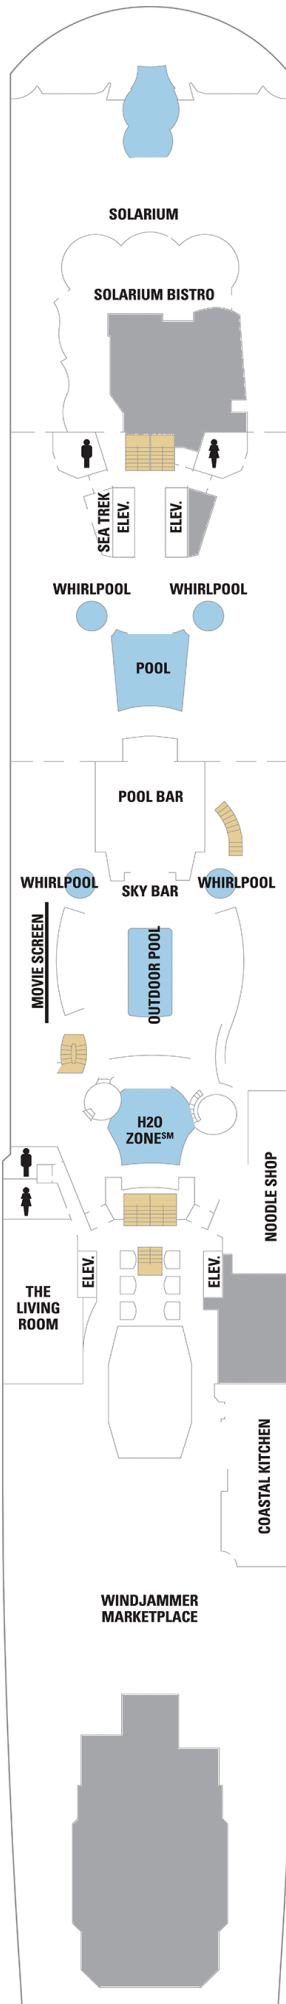 SOLARIUM
SOLARIUM BISTRO
SEA TREK
ELEV.
ELEV.
WHIRLPOOL
WHIRLPOOL
POOL
POOL BAR
WHIRLPOOL
SKY BAR
WHIRLPOOL
MOVIE SCREEN
OUTDOOR POOL
H2O
ZONE℠
NOODLE SHOP
ELEV.
ELEV.
THE
LIVING
ROOM
COASTAL KITCHEN
WINDJAMMER
MARKETPLACE